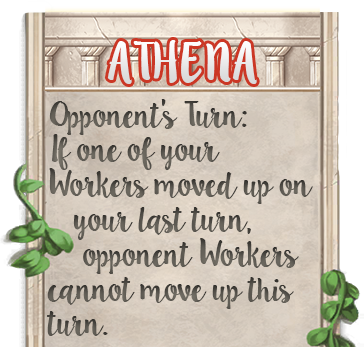 ATHENA
Opponent's Turn:
If one of your
Workers moved up on
your last turn,
opponent Workers
cannot move up this
turn.